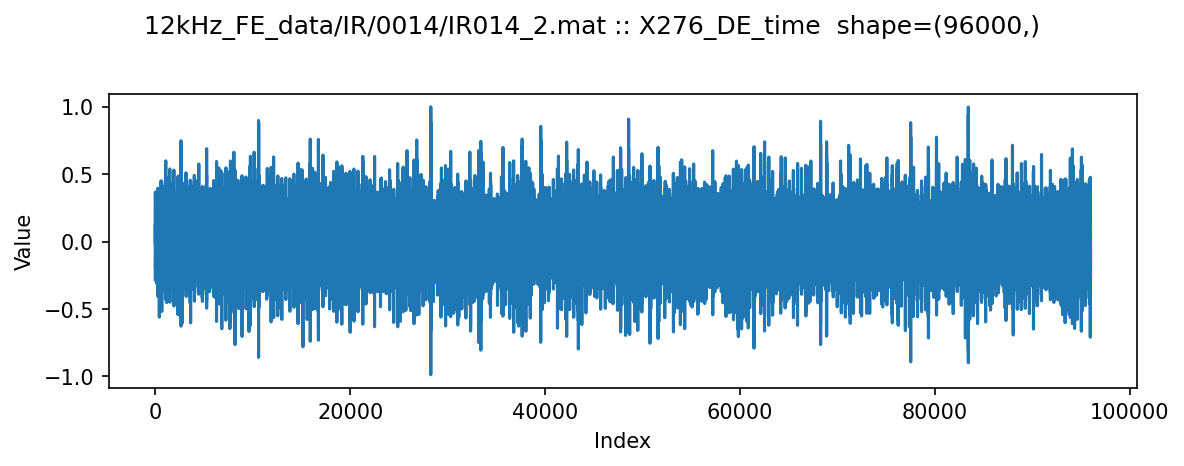 12kHz_FE_data/IR/0014/IR014_2.mat :: X276_DE_time  shape=(96000,)
1.0
0.5
0.0
−0.5
−1.0
Value
0 20000 40000 60000 80000 100000
Index